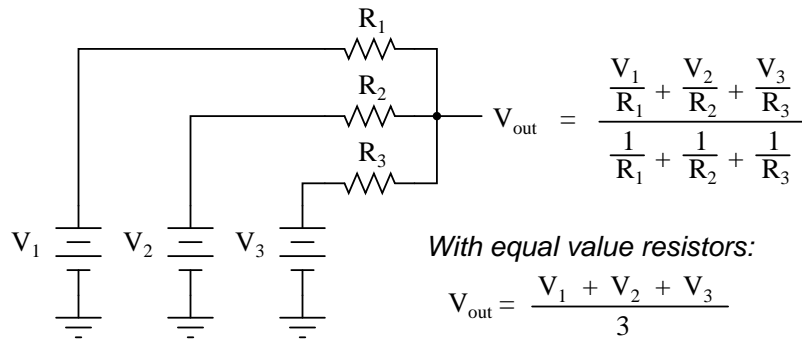 R1
R2
R3
V1
V2
V3
Vout = (V1/R1 + V2/R2 + V3/R3) / (1/R1 + 1/R2 + 1/R3)
With equal value resistors:
Vout = (V1 + V2 + V3) / 3